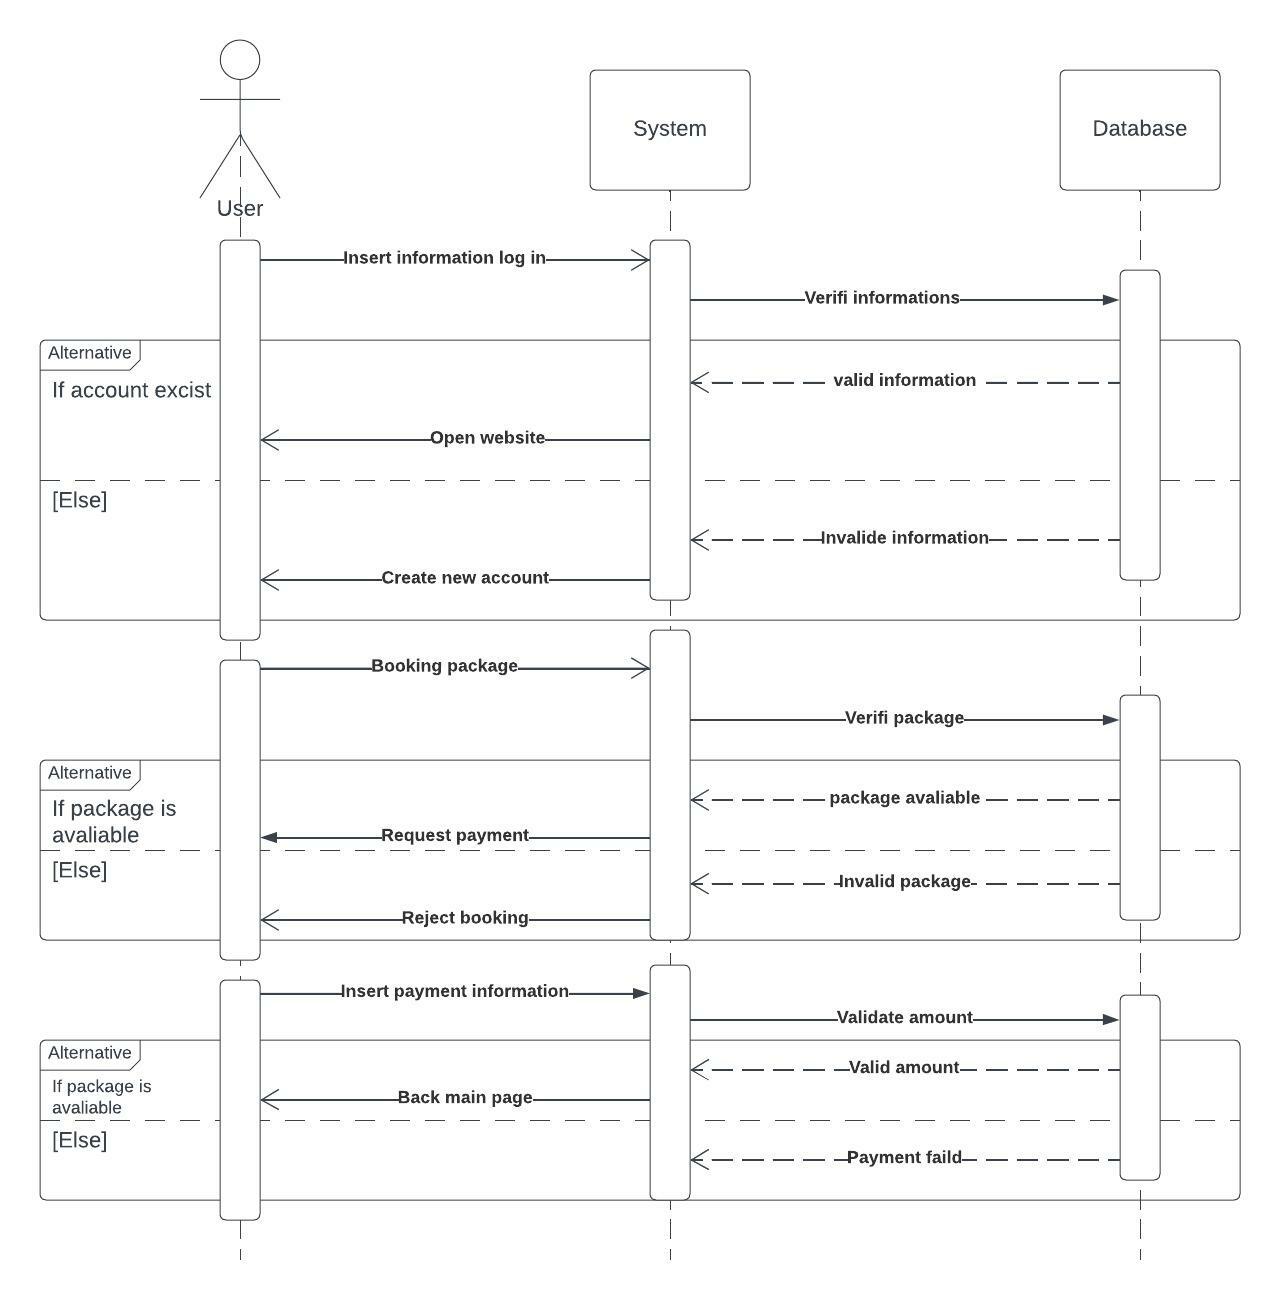 System
Database
User
Insert information log in
Verifi informations
Alternative
If account excist
valid information
Open website
[Else]
Invalide information
Create new account
Booking package
Verifi package
Alternative
If package is
avaliable
package avaliable
Request payment
[Else]
Invalid package
Reject booking
Insert payment information
Validate amount
Alternative
If package is
avaliable
Valid amount
Back main page
[Else]
Payment faild